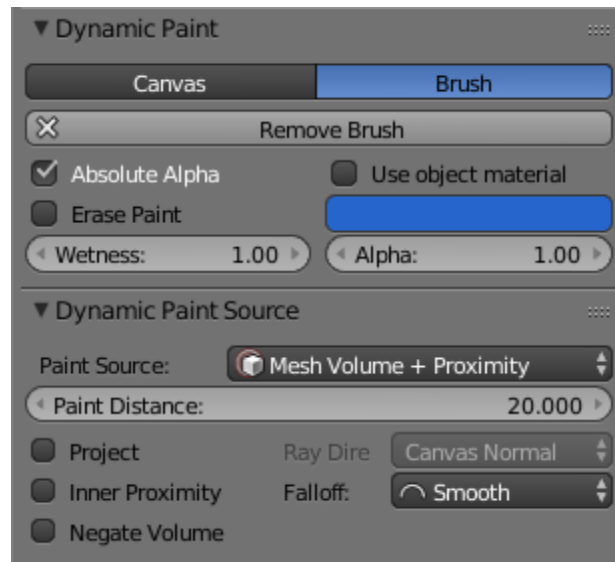 Dynamic Paint
Canvas Brush
Remove Brush
Absolute Alpha Use object material
Erase Paint
Wetness: 1.00 Alpha: 1.00
Dynamic Paint Source
Paint Source: Mesh Volume + Proximity
Paint Distance: 20.000
Project Ray Dire Canvas Normal
Inner Proximity Falloff: Smooth
Negate Volume